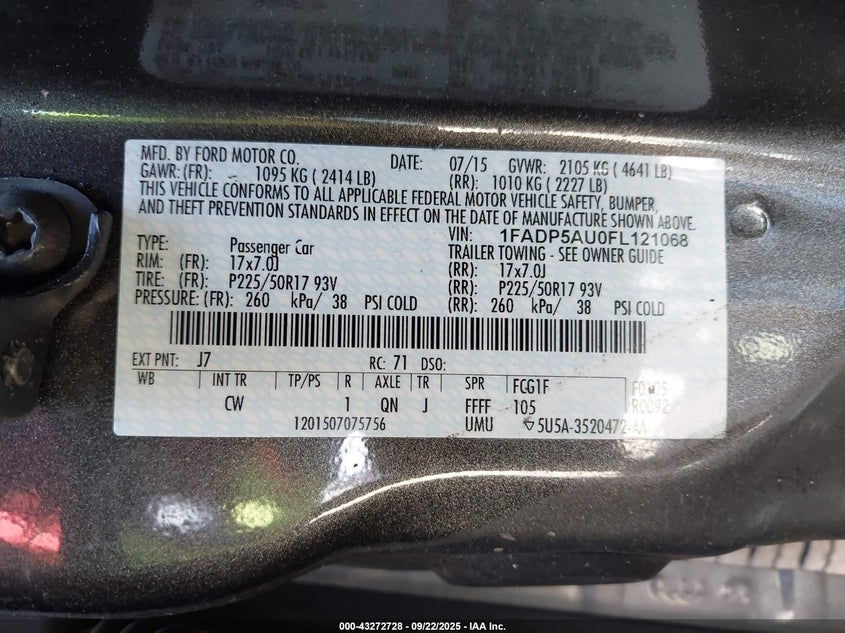 MFD. BY FORD MOTOR CO. DATE: 07/15 GVWR: 2105 KG ( 4641 LB)
GAWR: (FR): 1095 KG ( 2414 LB) (RR): 1010 KG ( 2227 LB)
THIS VEHICLE CONFORMS TO ALL APPLICABLE FEDERAL MOTOR VEHICLE SAFETY, BUMPER,
AND THEFT PREVENTION STANDARDS IN EFFECT ON THE DATE OF MANUFACTURE SHOWN ABOVE.
VIN: 1FADP5AU0FL121068
TYPE: Passenger Car TRAILER TOWING - SEE OWNER GUIDE
RIM: (FR): 17x7.0J (RR): 17x7.0J
TIRE: (FR): P225/50R17 93V (RR): P225/50R17 93V
PRESSURE: (FR): 260 kPa/ 38 PSI COLD (RR): 260 kPa/ 38 PSI COLD
EXT PNT: J7 RC: 71 DSO:
WB INT TR TP/PS R AXLE TR SPR FCG1F
CW 1 QN J FFFF 105 R0092
1201507075756 UMU 5U5A-3520472-AA
000-43272728 - 09/22/2025 - IAA Inc.